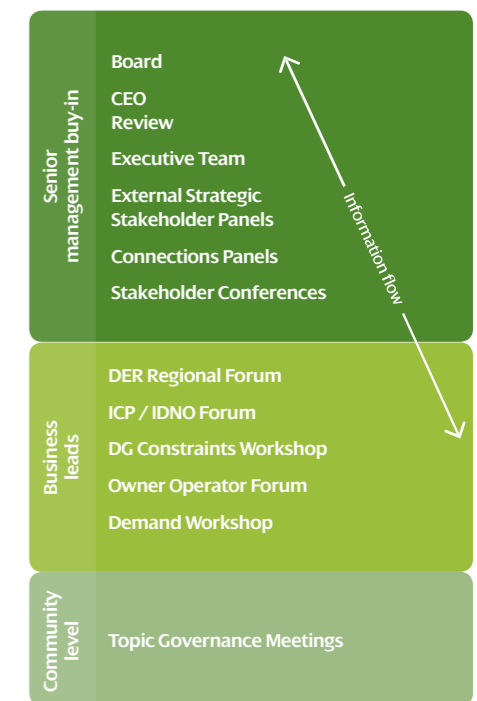 Senior
management buy-in
Board
CEO
Review
Executive Team
External Strategic
Stakeholder Panels
Connections Panels
Stakeholder Conferences
Information flow
Business
leads
DER Regional Forum
ICP / IDNO Forum
DG Constraints Workshop
Owner Operator Forum
Demand Workshop
Community
level
Topic Governance Meetings